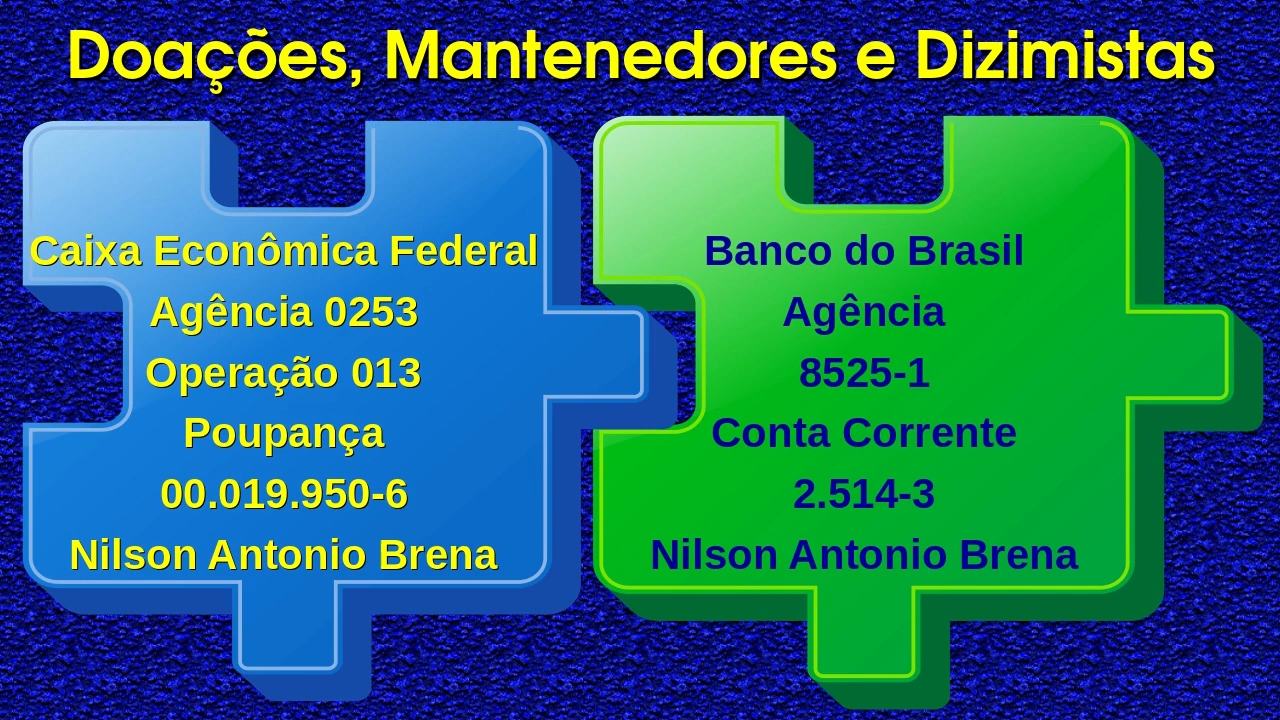 Doações, Mantenedores e Dizimistas
Caixa Econômica Federal
Agência 0253
Operação 013
Poupança
00.019.950-6
Nilson Antonio Brena
Banco do Brasil
Agência
8525-1
Conta Corrente
2.514-3
Nilson Antonio Brena